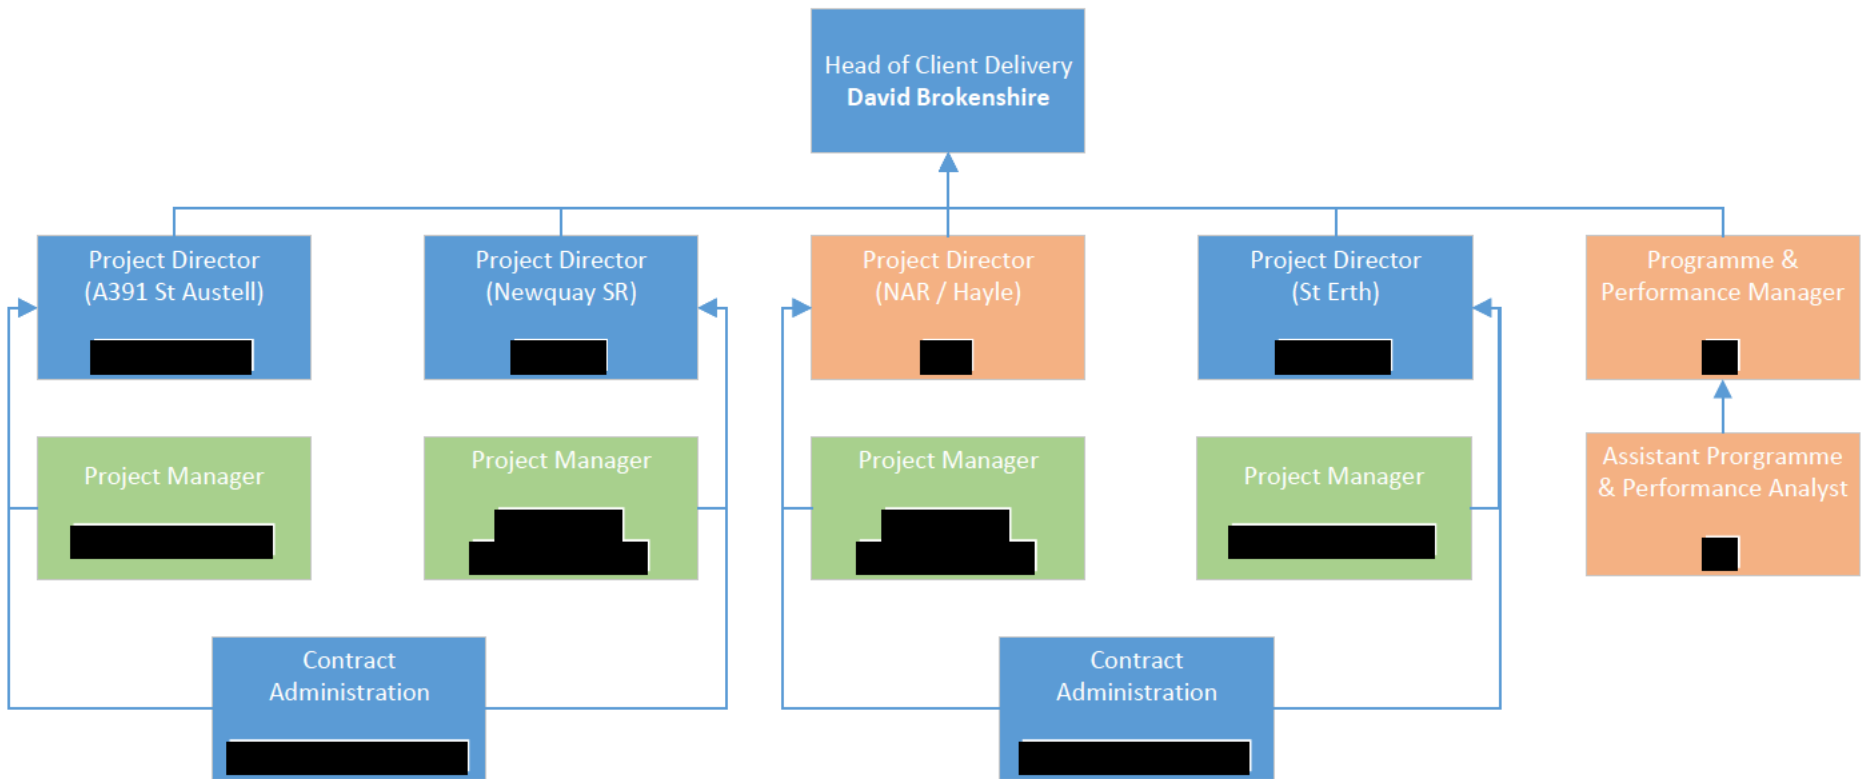 Head of Client Delivery
David Brokenshire
Project Director
(A391 St Austell)
Project Director
(Newquay SR)
Project Director
(NAR / Hayle)
Project Director
(St Erth)
Programme &
Performance Manager
Project Manager
Project Manager
Project Manager
Project Manager
Assistant Prorgramme
& Performance Analyst
Contract
Administration
Contract
Administration